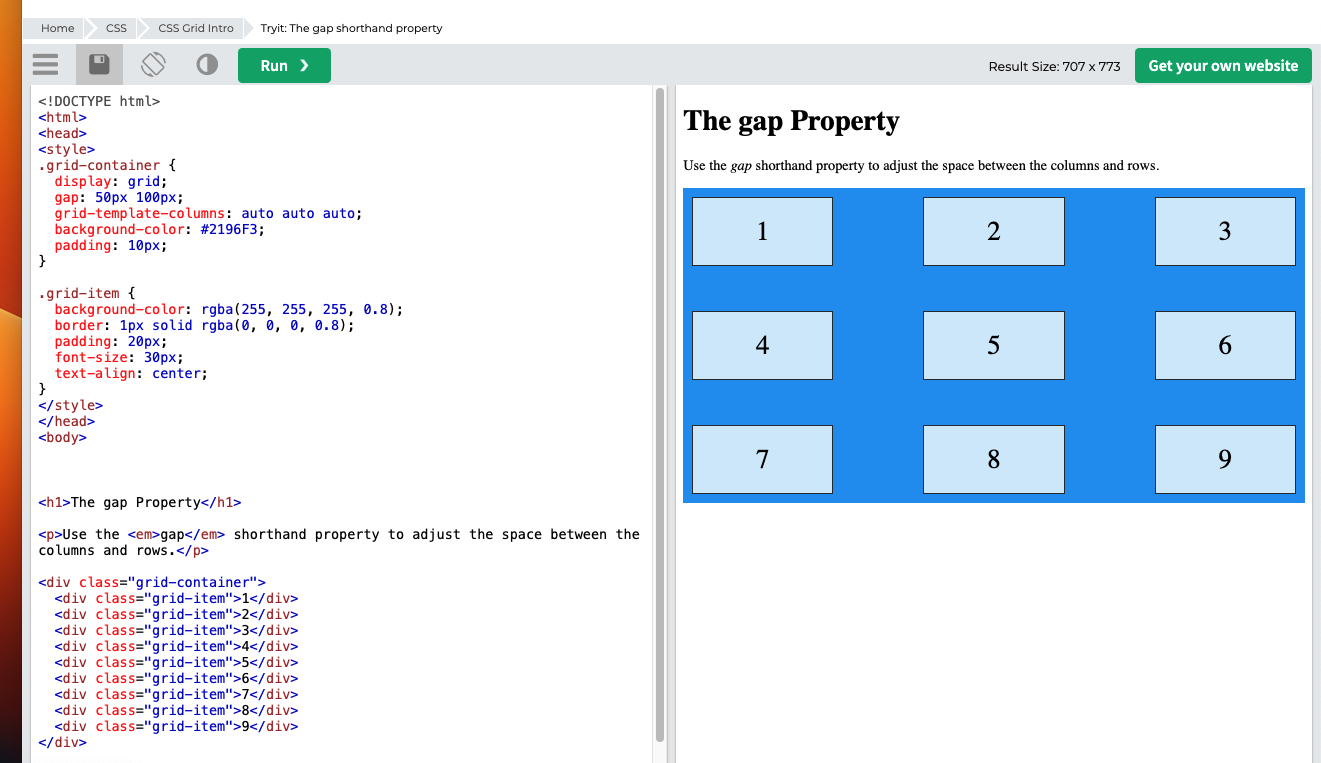 Home CSS CSS Grid Intro Tryit: The gap shorthand property
Run ❯ Result Size: 707 x 773 Get your own website
<!DOCTYPE html>
<html>
<head>
<style>
.grid-container {
  display: grid;
  gap: 50px 100px;
  grid-template-columns: auto auto auto;
  background-color: #2196F3;
  padding: 10px;
}

.grid-item {
  background-color: rgba(255, 255, 255, 0.8);
  border: 1px solid rgba(0, 0, 0, 0.8);
  padding: 20px;
  font-size: 30px;
  text-align: center;
}
</style>
</head>
<body>

<h1>The gap Property</h1>

<p>Use the <em>gap</em> shorthand property to adjust the space between the
columns and rows.</p>

<div class="grid-container">
  <div class="grid-item">1</div>
  <div class="grid-item">2</div>
  <div class="grid-item">3</div>
  <div class="grid-item">4</div>
  <div class="grid-item">5</div>
  <div class="grid-item">6</div>
  <div class="grid-item">7</div>
  <div class="grid-item">8</div>
  <div class="grid-item">9</div>
</div>
The gap Property
Use the gap shorthand property to adjust the space between the columns and rows.
1 2 3
4 5 6
7 8 9